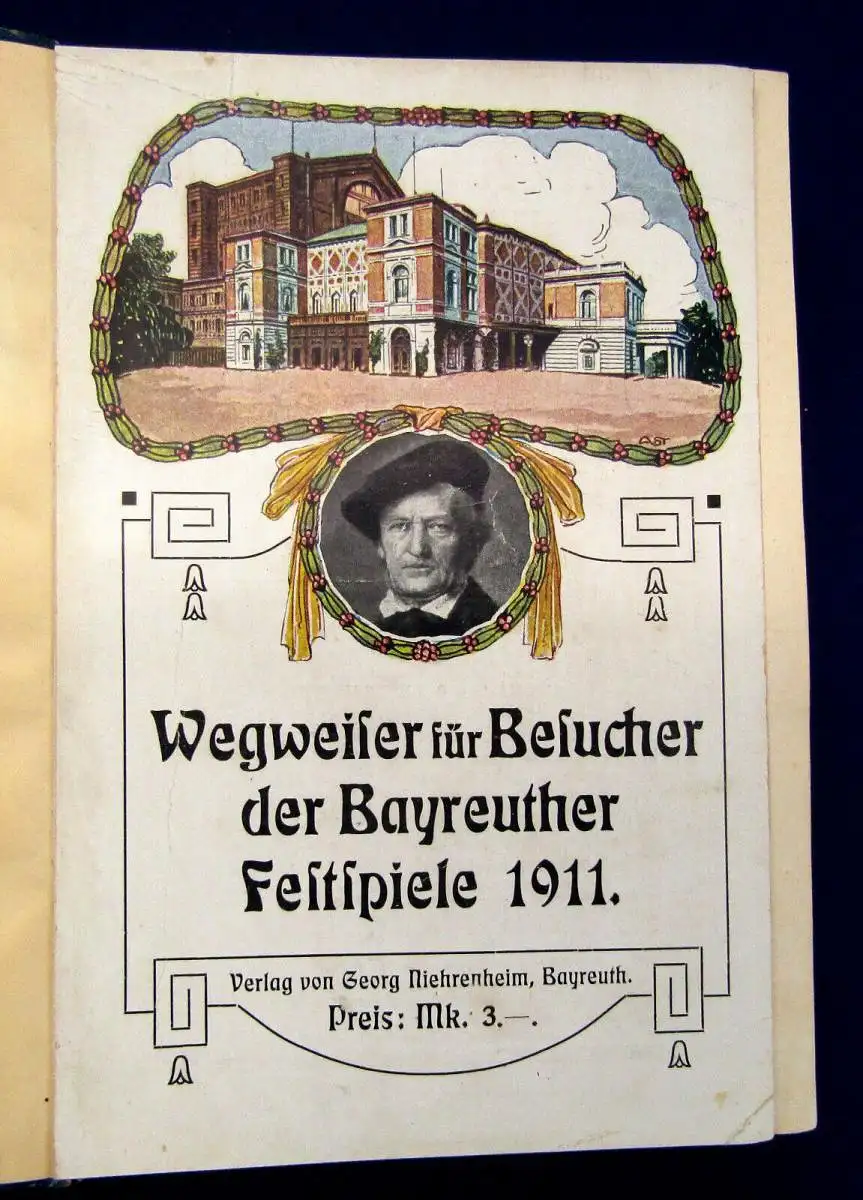 Wegweiſer für Beſucher
der Bayreuther
Feſtſpiele 1911.
Verlag von Georg Niehrenheim, Bayreuth.
Preis: Mk. 3.—.